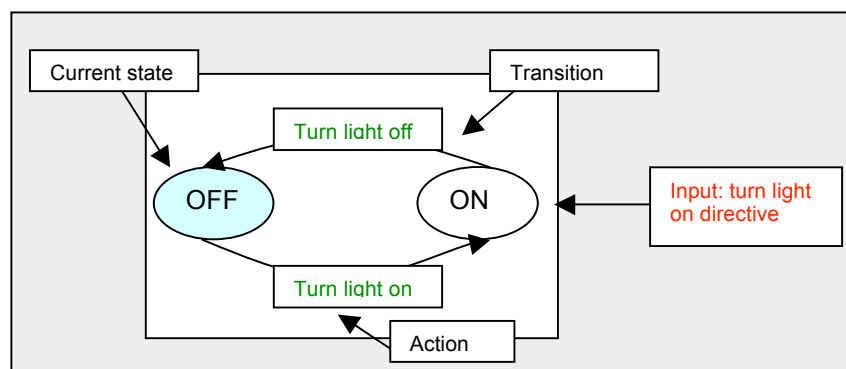 Current state
Transition
Turn light off
OFF
ON
Input: turn light
on directive
Turn light on
Action